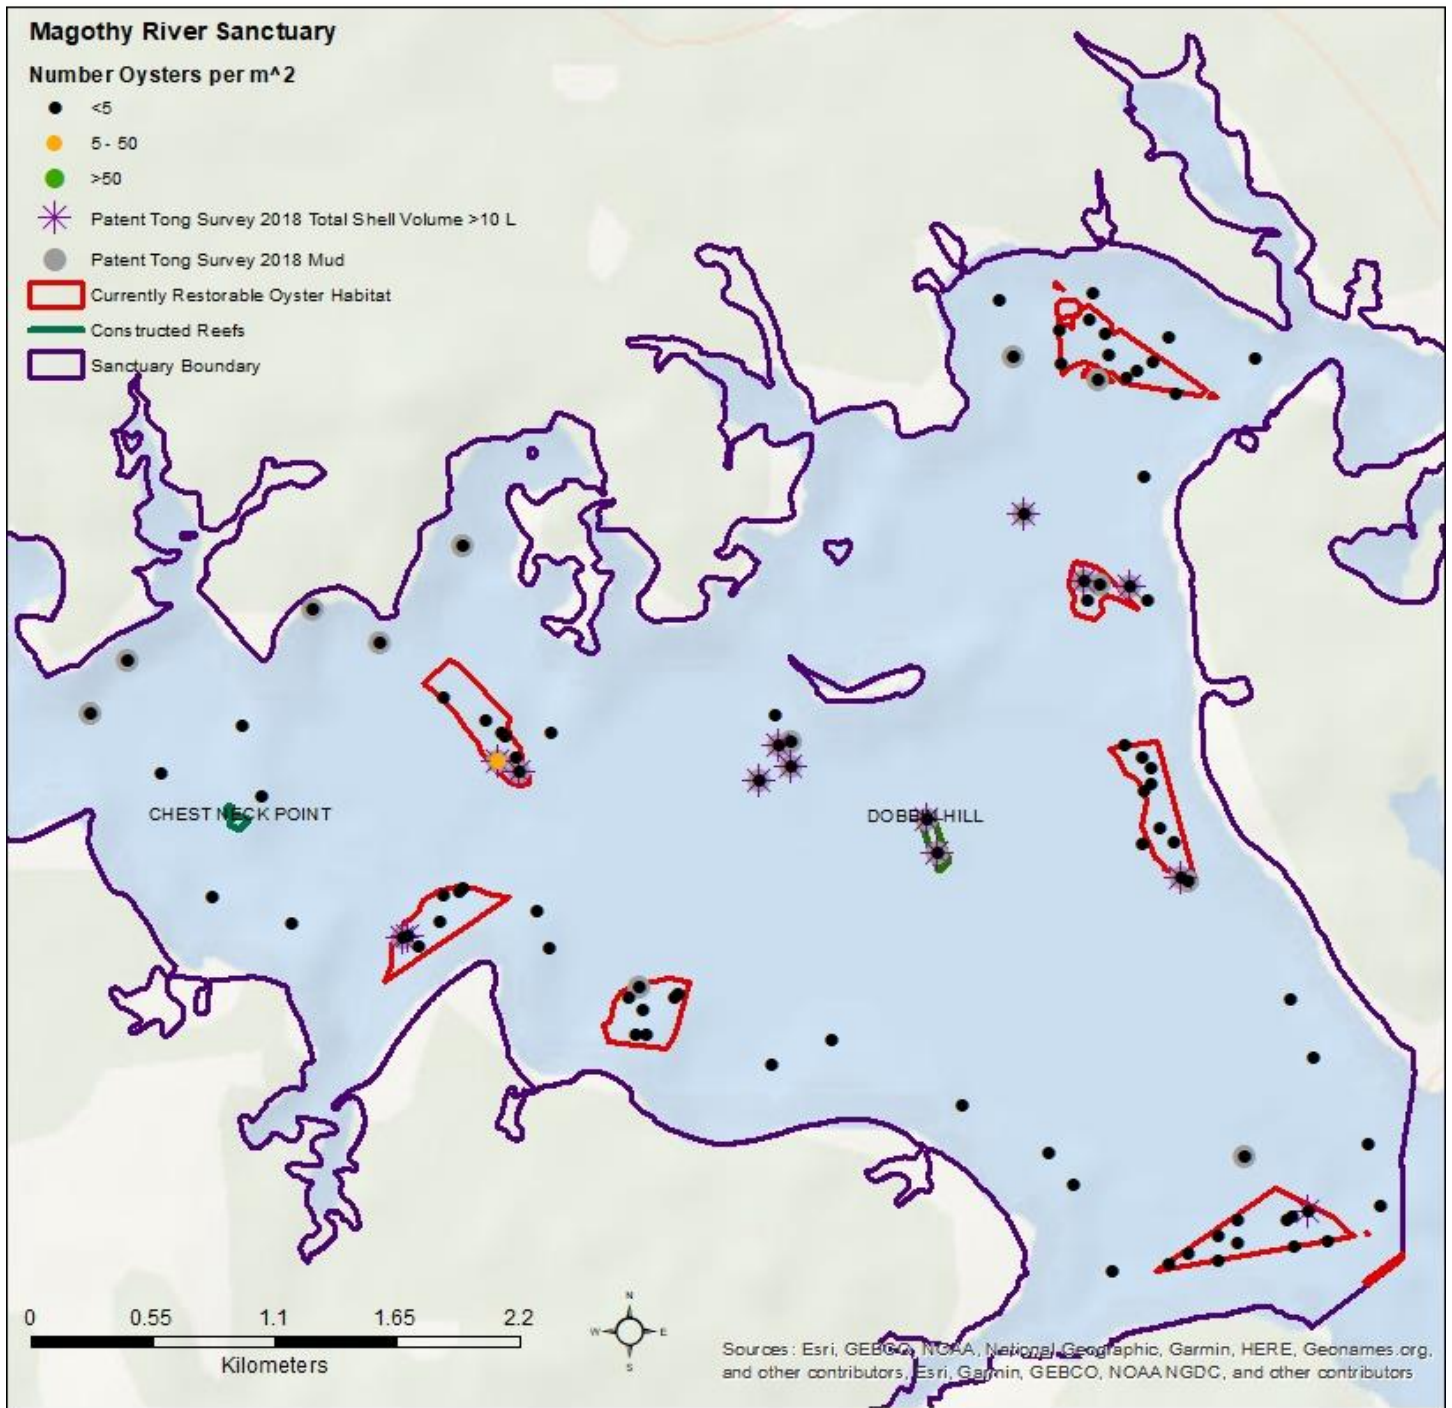 Magothy River Sanctuary
Number Oysters per m^2
<5
5 - 50
>50
Patent Tong Survey 2018 Total Shell Volume >10 L
Patent Tong Survey 2018 Mud
Currently Restorable Oyster Habitat
Constructed Reefs
Sanctuary Boundary
CHEST NECK POINT
DOBBINHILL
0 0.55 1.1 1.65 2.2
Kilometers
N
W E
S
Sources: Esri, GEBCO, NOAA, National Geographic, Garmin, HERE, Geonames.org,
and other contributors, Esri, Garmin, GEBCO, NOAA NGDC, and other contributors